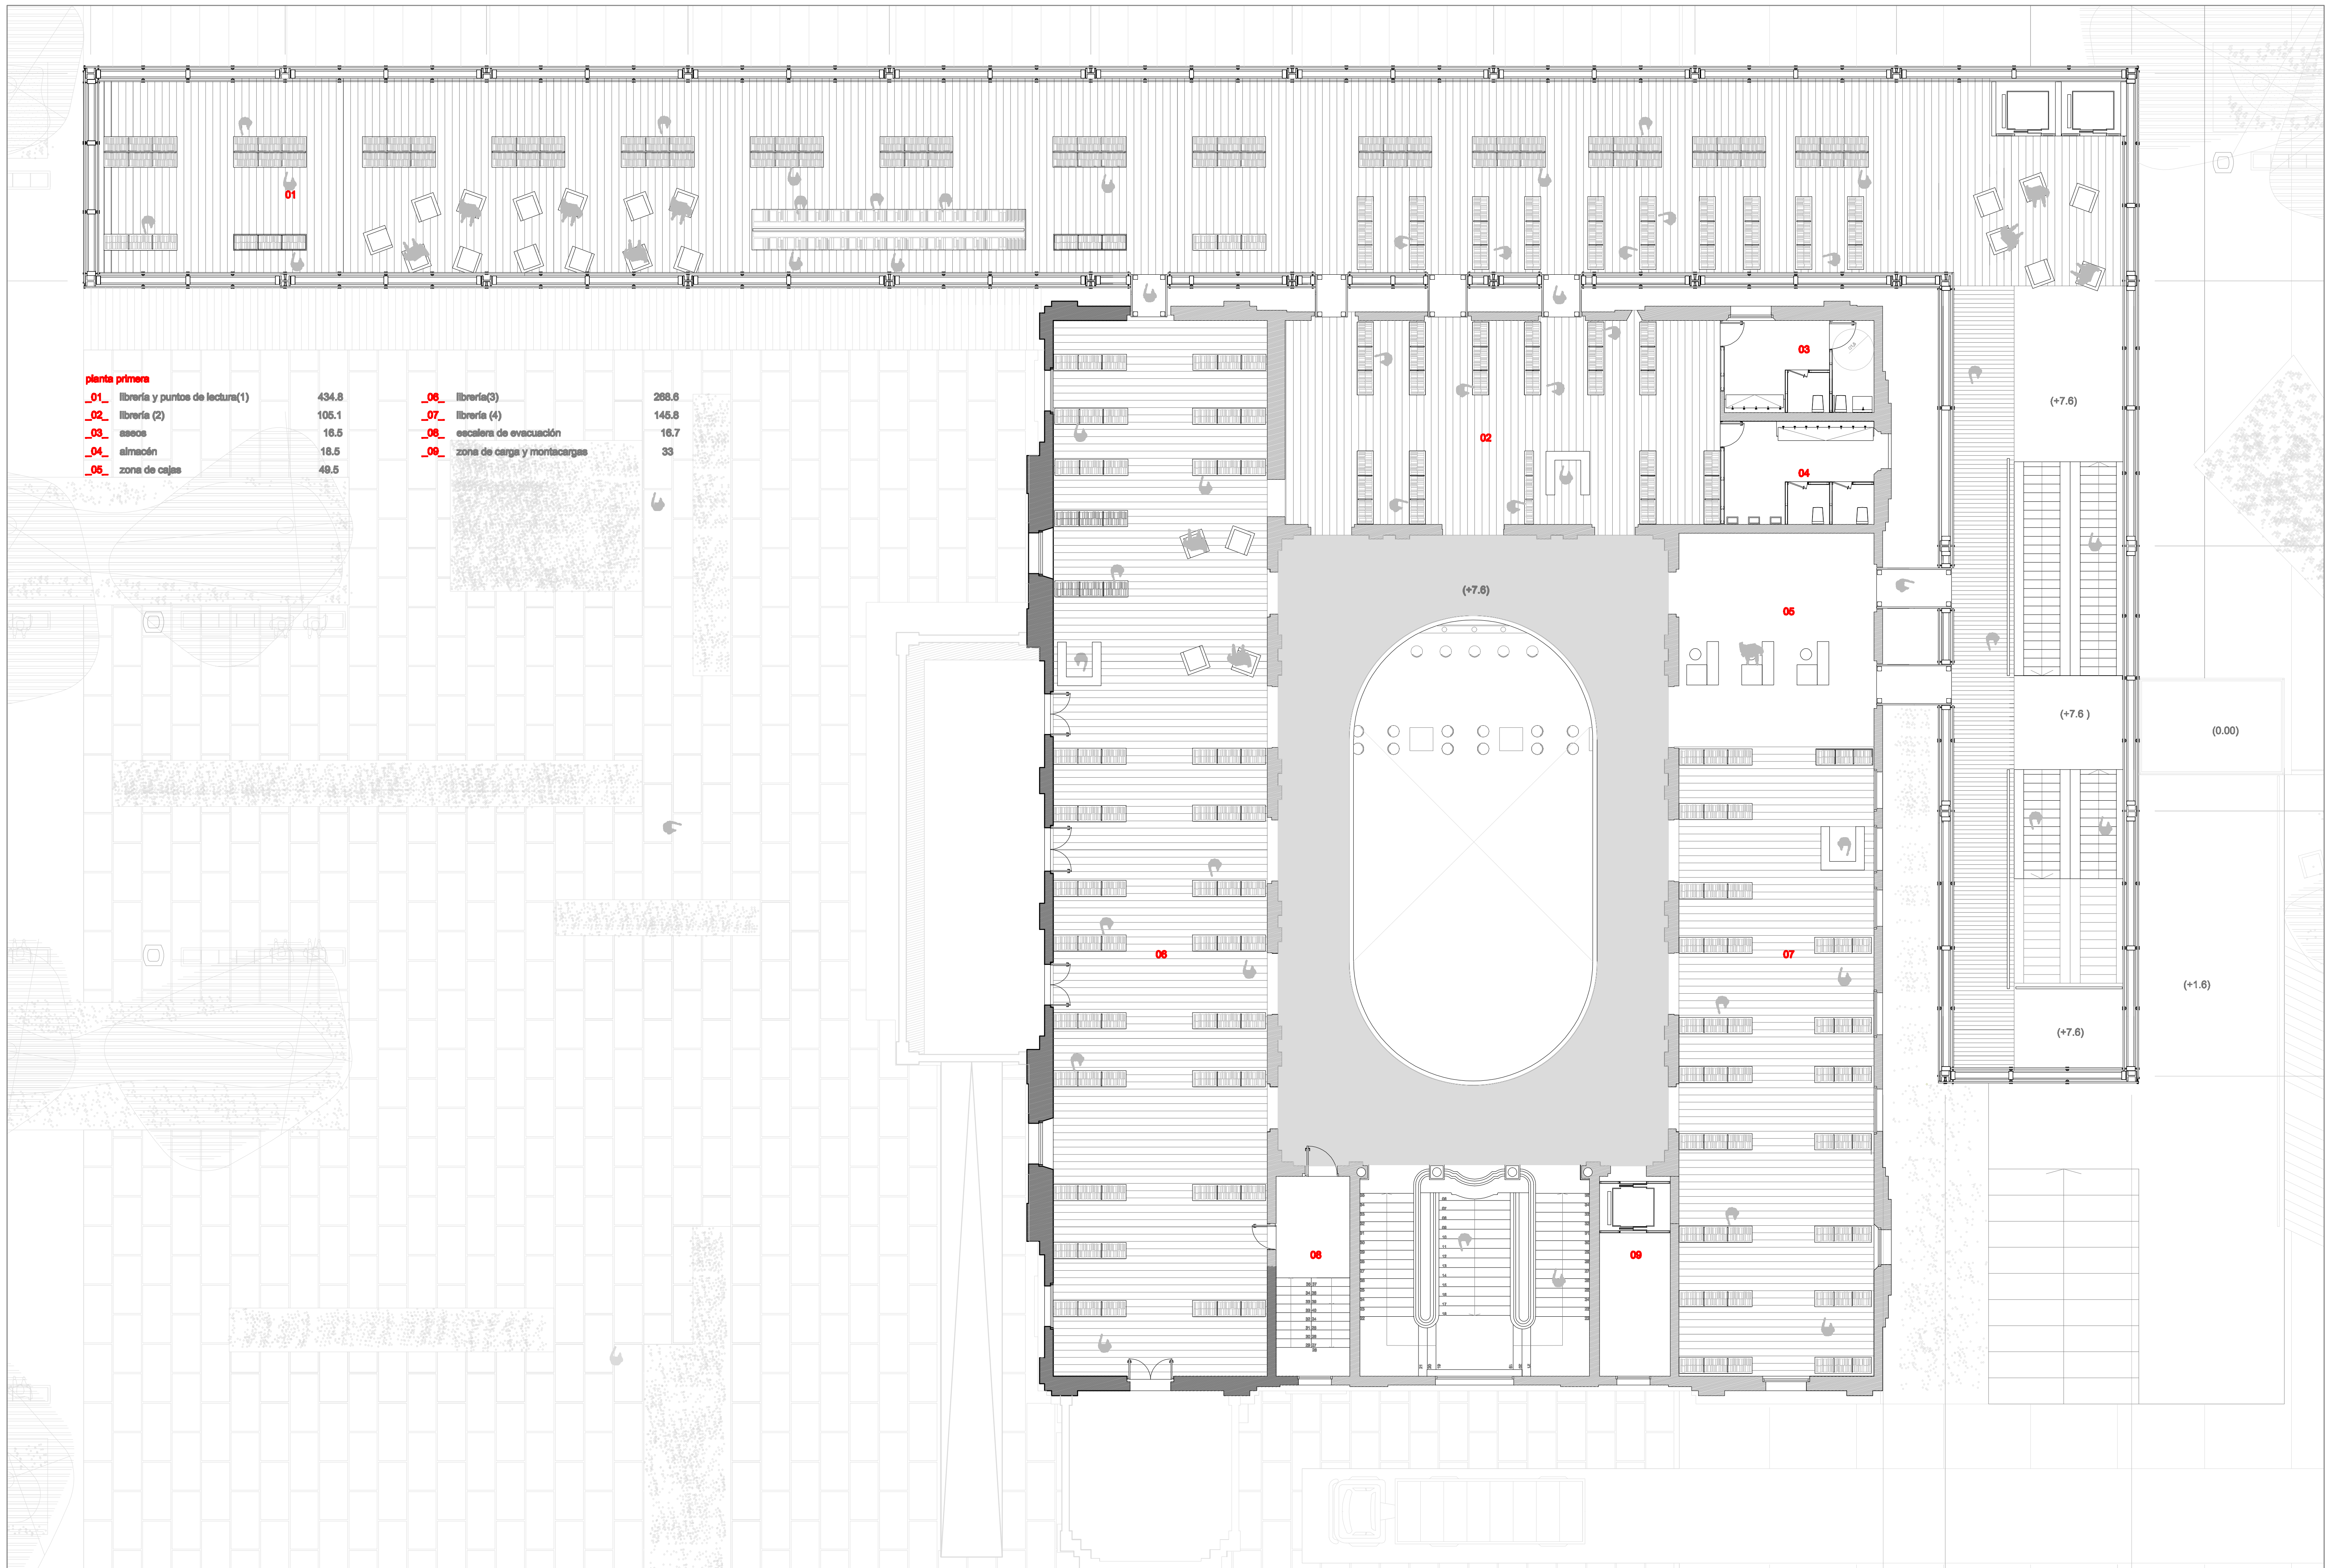 planta primera
_01_ librería y puntos de lectura(1) 434.8
_02_ librería (2) 105.1
_03_ aseos 16.5
_04_ almacén 18.5
_05_ zona de cajas 49.5
_06_ librería(3) 268.6
_07_ librería (4) 145.8
_08_ escalera de evacuación 16.7
_09_ zona de carga y montacargas 33
01
03
(+7.6)
02
04
(+7.6)
05
(+7.6 )
(0.00)
06
07
(+1.6)
(+7.6)
08
09